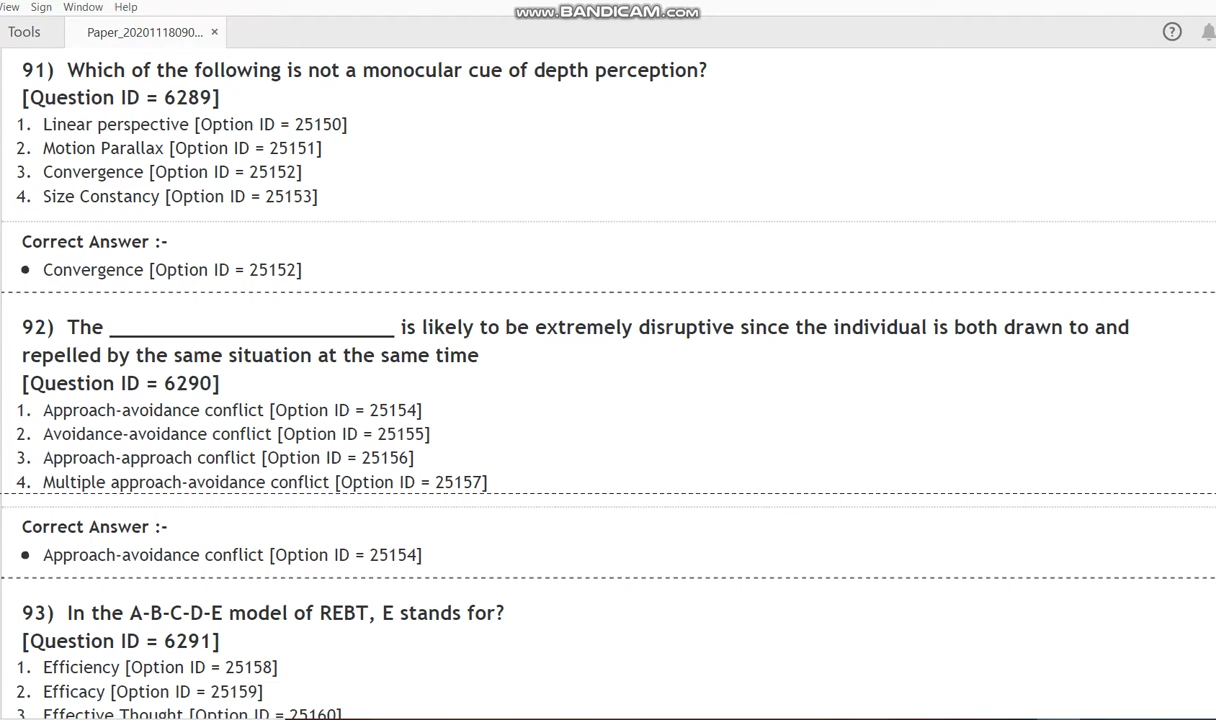 View Sign Window Help
www.BANDICAM.com
Tools Paper_20201118090... ×
91) Which of the following is not a monocular cue of depth perception?
[Question ID = 6289]
1. Linear perspective [Option ID = 25150]
2. Motion Parallax [Option ID = 25151]
3. Convergence [Option ID = 25152]
4. Size Constancy [Option ID = 25153]
Correct Answer :-
• Convergence [Option ID = 25152]
92) The ____________________________ is likely to be extremely disruptive since the individual is both drawn to and
repelled by the same situation at the same time
[Question ID = 6290]
1. Approach-avoidance conflict [Option ID = 25154]
2. Avoidance-avoidance conflict [Option ID = 25155]
3. Approach-approach conflict [Option ID = 25156]
4. Multiple approach-avoidance conflict [Option ID = 25157]
Correct Answer :-
• Approach-avoidance conflict [Option ID = 25154]
93) In the A-B-C-D-E model of REBT, E stands for?
[Question ID = 6291]
1. Efficiency [Option ID = 25158]
2. Efficacy [Option ID = 25159]
3. Effective Thought [Option ID = 25160]